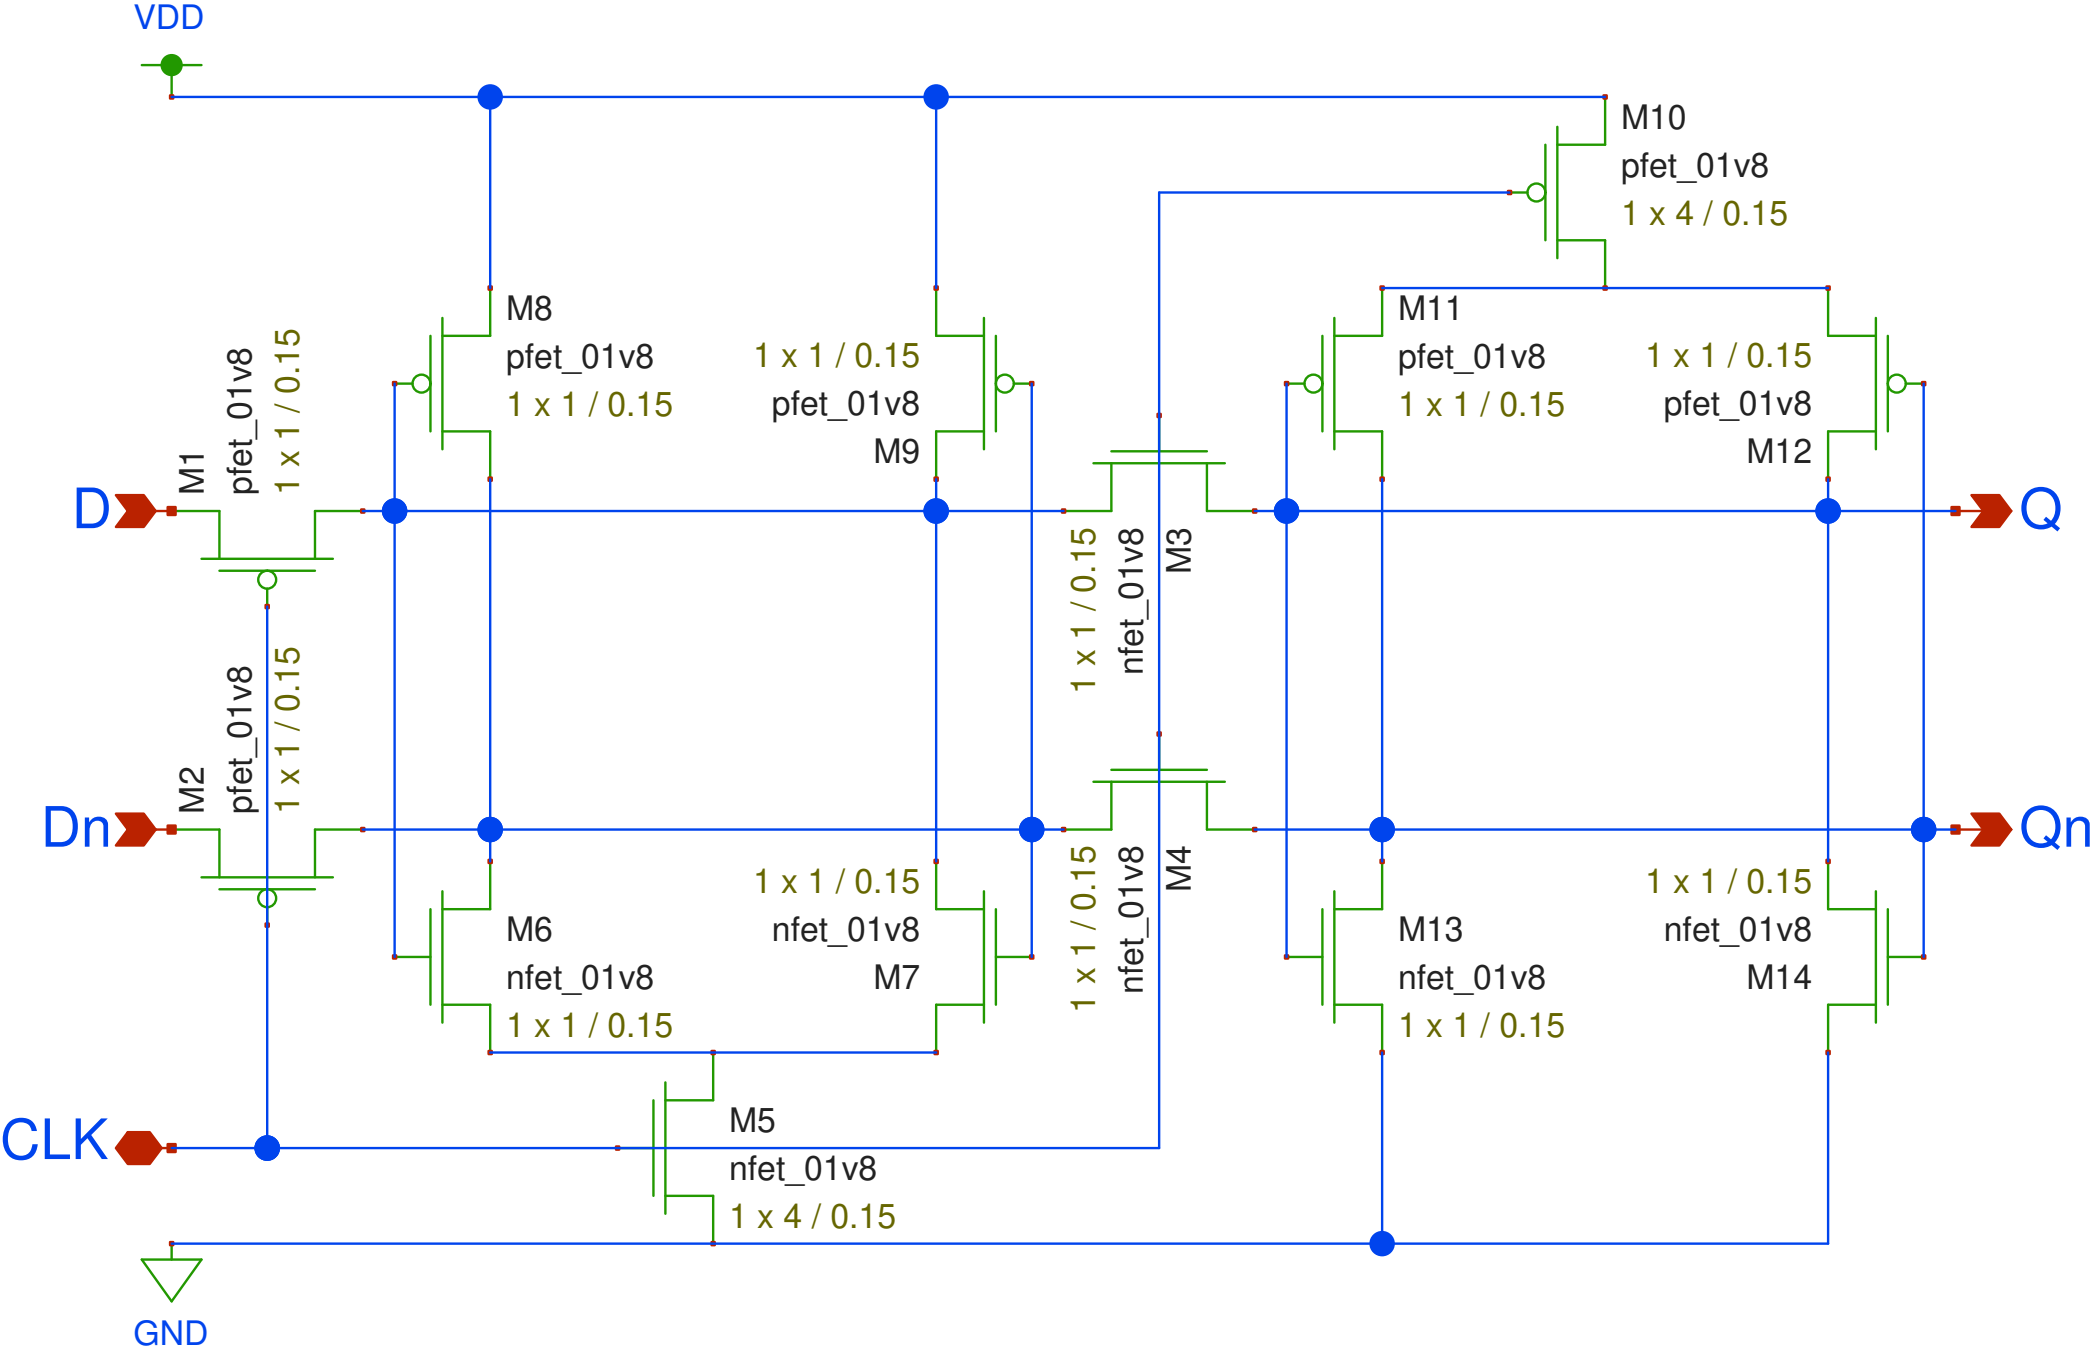 VDD
M10
pfet_01v8
1 x 4 / 0.15
M8
pfet_01v8
1 x 1 / 0.15
1 x 1 / 0.15
pfet_01v8
M9
M11
pfet_01v8
1 x 1 / 0.15
1 x 1 / 0.15
pfet_01v8
M12
D
M1
pfet_01v8
1 x 1 / 0.15
1 x 1 / 0.15
nfet_01v8
M3
Q
Dn
M2
pfet_01v8
1 x 1 / 0.15
1 x 1 / 0.15
nfet_01v8
M4
Qn
M6
nfet_01v8
1 x 1 / 0.15
1 x 1 / 0.15
nfet_01v8
M7
M13
nfet_01v8
1 x 1 / 0.15
1 x 1 / 0.15
nfet_01v8
M14
CLK
M5
nfet_01v8
1 x 4 / 0.15
GND